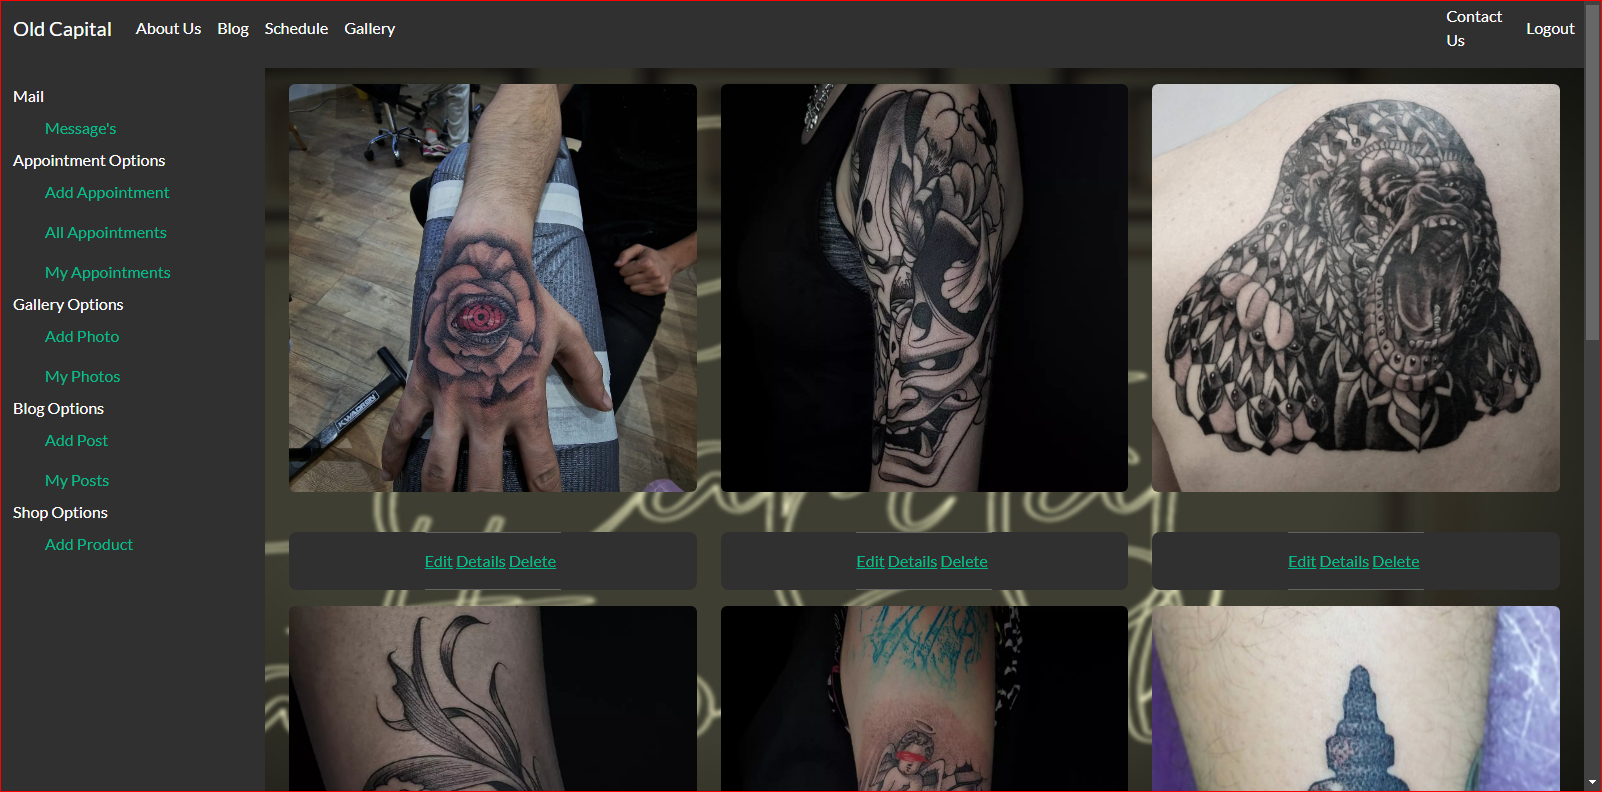 Old Capital About Us Blog Schedule Gallery Contact Us Logout
Mail
Message's
Appointment Options
Add Appointment
All Appointments
My Appointments
Gallery Options
Add Photo
My Photos
Blog Options
Add Post
My Posts
Shop Options
Add Product
KWADRON
Edit Details Delete
Edit Details Delete
Edit Details Delete